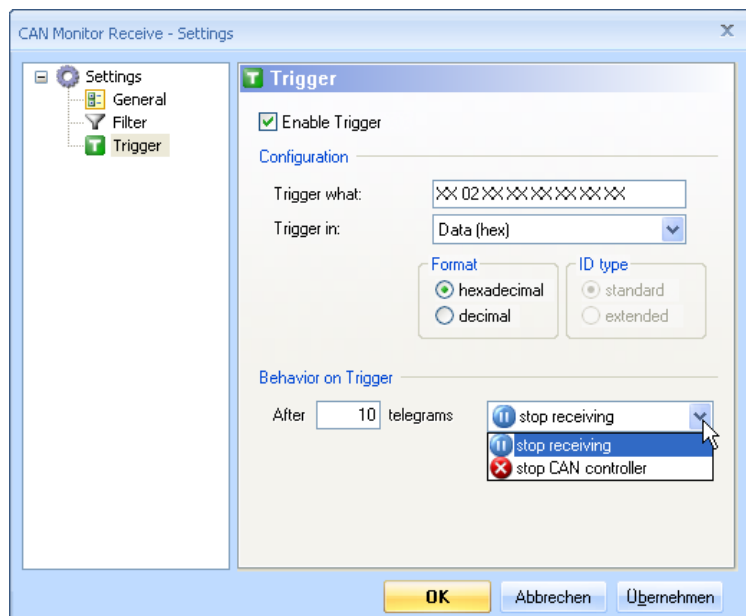 CAN Monitor Receive - Settings
Settings
General
Filter
Trigger
Trigger
Enable Trigger
Configuration
Trigger what: XX 02 XX XX XX XX XX XX
Trigger in: Data (hex)
Format ID type
hexadecimal standard
decimal extended
Behavior on Trigger
After 10 telegrams stop receiving
stop receiving
stop CAN controller
OK Abbrechen Übernehmen